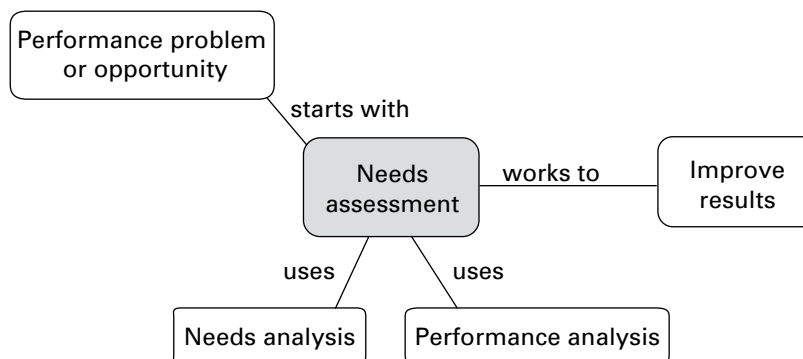 Performance problem
or opportunity
starts with
Needs
assessment
works to
Improve
results
uses
uses
Needs analysis
Performance analysis